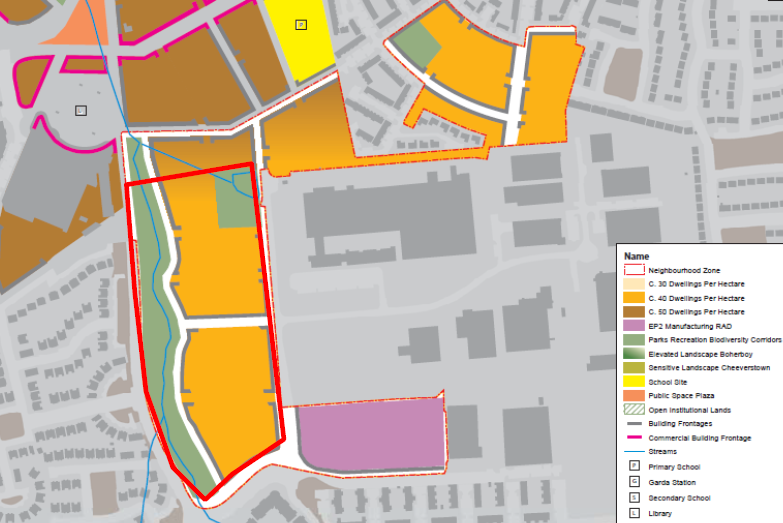 P
L
Name
Neighbourhood Zone
C. 30 Dwellings Per Hectare
C. 40 Dwellings Per Hectare
C. 50 Dwellings Per Hectare
EP2 Manufacturing RAD
Parks Recreation Biodiversity Corridors
Elevated Landscape Boherboy
Sensitive Landscape Cheeverstown
School Site
Public Space Plaza
Open Institutional Lands
Building Frontages
Commercial Building Frontage
Streams
P Primary School
G Garda Station
S Secondary School
L Library